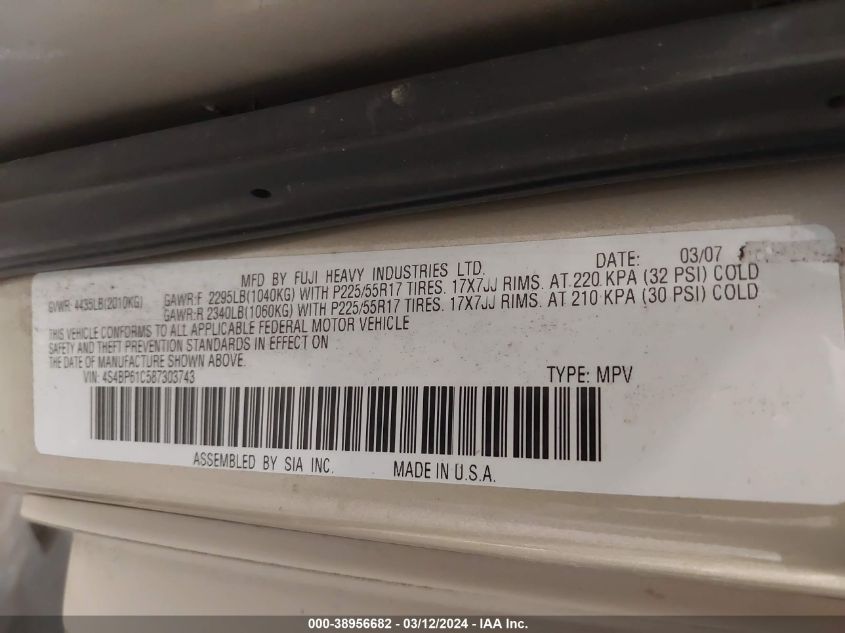 MFD BY FUJI HEAVY INDUSTRIES LTD. DATE: 03/07
GVWR: 4435LB(2010KG) GAWR:F 2295LB(1040KG) WITH P225/55R17 TIRES. 17X7JJ RIMS. AT 220 KPA (32 PSI) COLD
GAWR:R 2340LB(1060KG) WITH P225/55R17 TIRES. 17X7JJ RIMS. AT 210 KPA (30 PSI) COLD
THIS VEHICLE CONFORMS TO ALL APPLICABLE FEDERAL MOTOR VEHICLE
SAFETY AND THEFT PREVENTION STANDARDS IN EFFECT ON
THE DATE OF MANUFACTURE SHOWN ABOVE.
VIN: 4S4BP61C587303743 TYPE: MPV
ASSEMBLED BY SIA INC. MADE IN U.S.A.
000-38956682 - 03/12/2024 - IAA Inc.